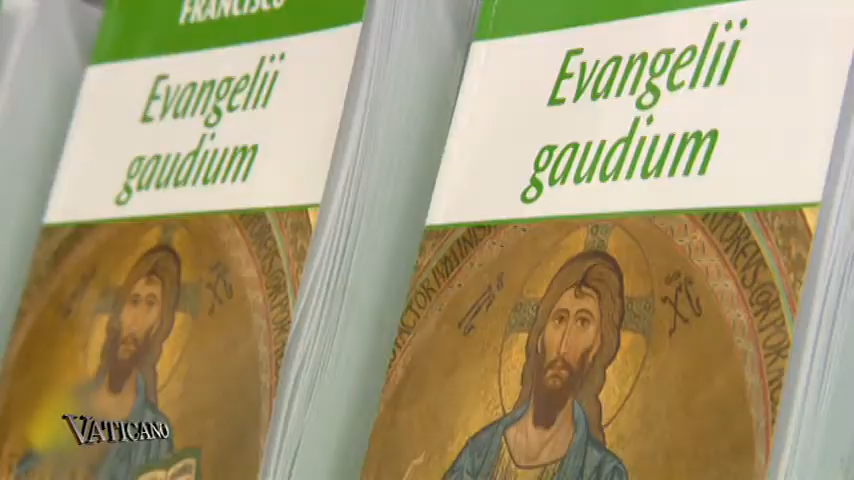 FRANCISCO
Evangelii
gaudium
Evangelii
gaudium
VATICANO